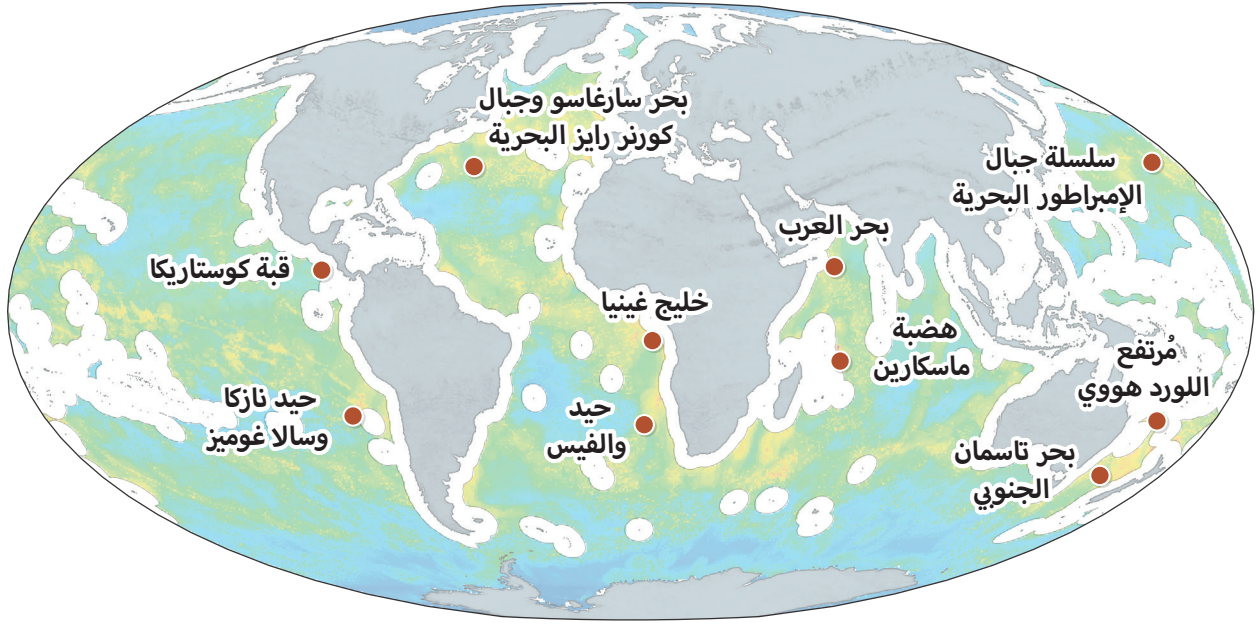 بحر سارغاسو وجبال
كورنر رايز البحرية
سلسلة جبال
الإمبراطور البحرية
بحر العرب
قبة كوستاريكا
خليج غينيا
هضبة
ماسكارين
مُرتفع
اللورد هووي
حيد نازكا
وسالا غوميز
حيد
والفيس
بحر تاسمان
الجنوبي